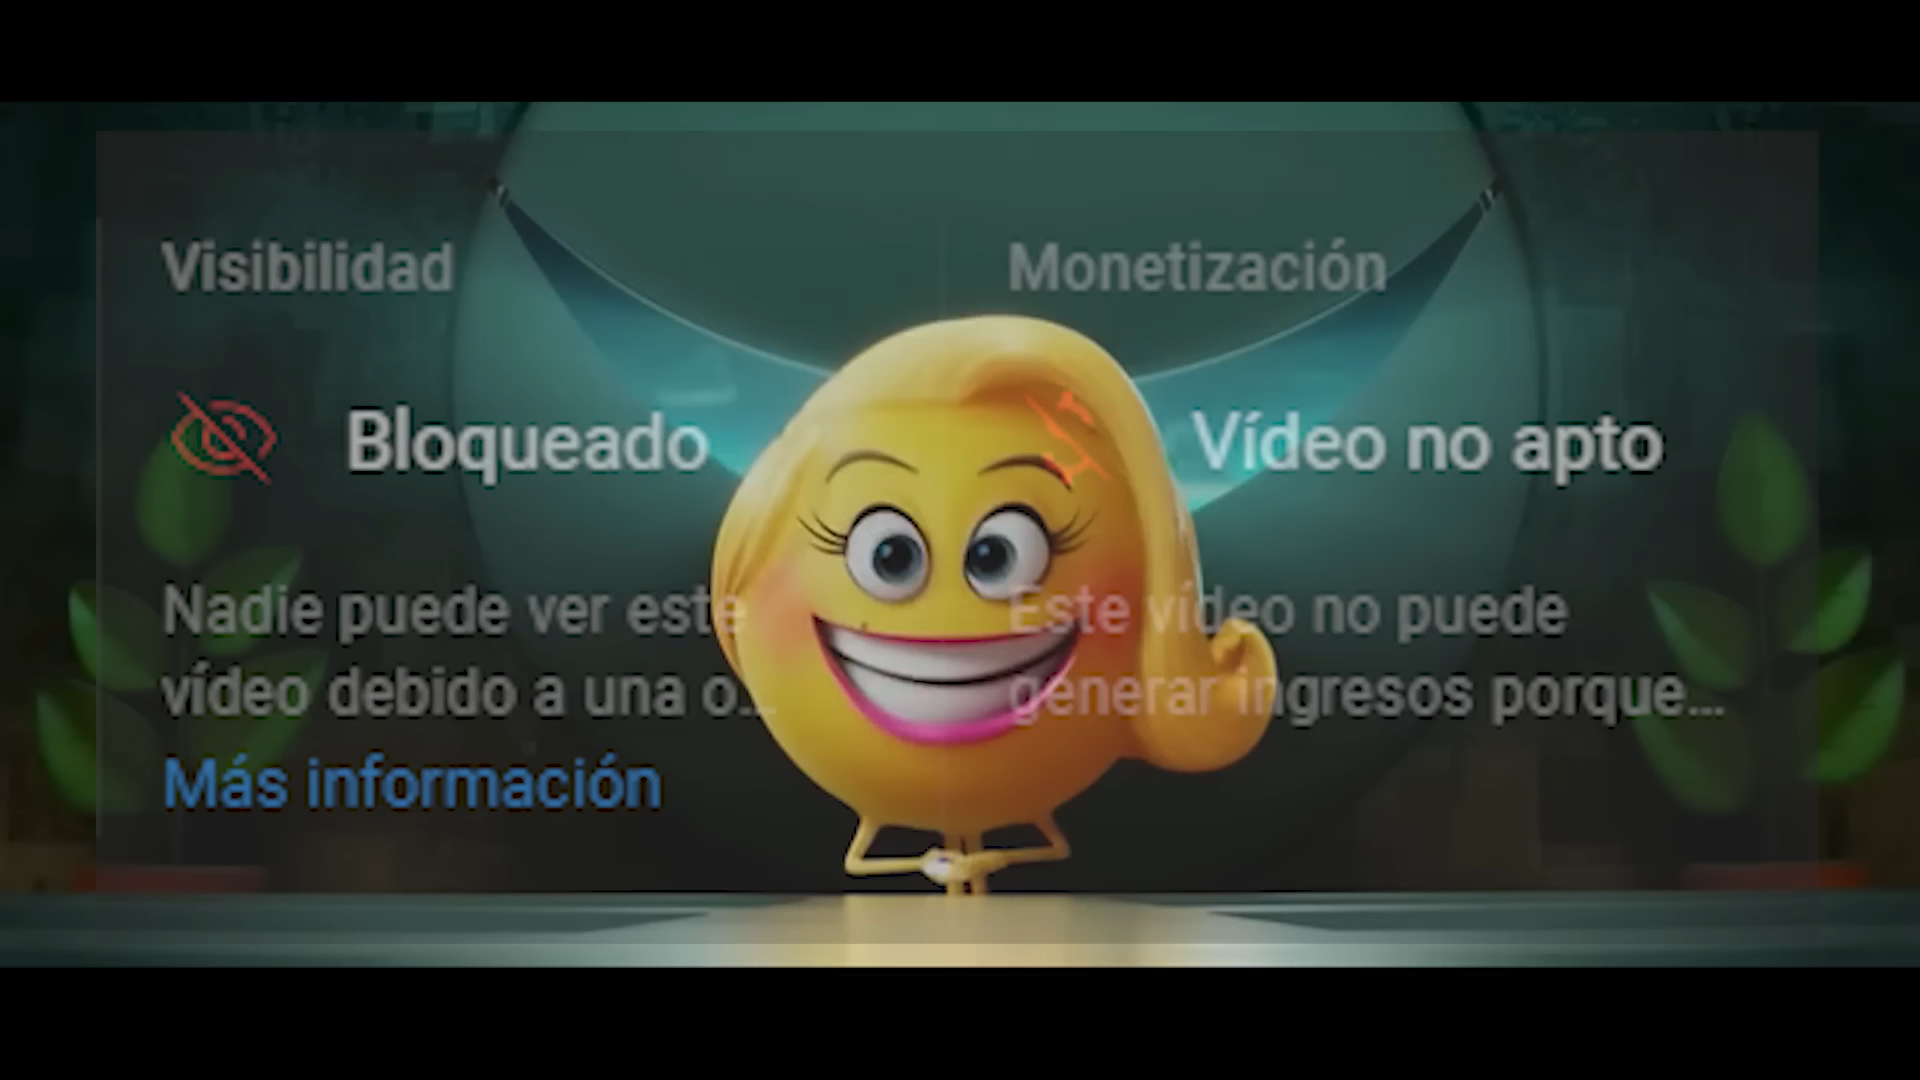 Visibilidad
Monetización
Bloqueado
Vídeo no apto
Nadie puede ver este
vídeo debido a una o...
Más información
Este vídeo no puede
generar ingresos porque...